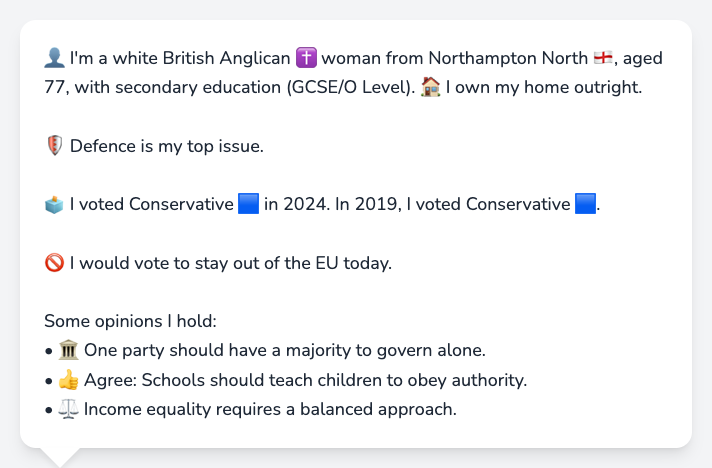 👤 I'm a white British Anglican ✝️ woman from Northampton North 🏴󠁧󠁢󠁥󠁮󠁧󠁿, aged
77, with secondary education (GCSE/O Level). 🏠 I own my home outright.
🛡️ Defence is my top issue.
🗳️ I voted Conservative 🟦 in 2024. In 2019, I voted Conservative 🟦.
🚫 I would vote to stay out of the EU today.
Some opinions I hold:
• 🏛️ One party should have a majority to govern alone.
• 👍 Agree: Schools should teach children to obey authority.
• ⚖️ Income equality requires a balanced approach.